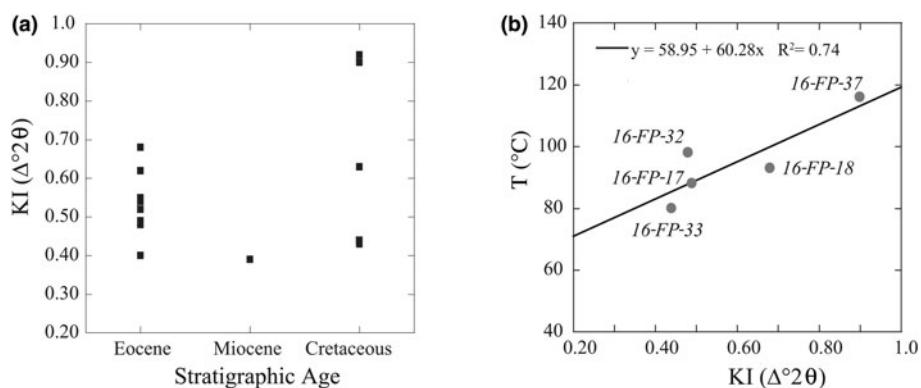 (a)
1.0
0.90
0.80
0.70
0.60
0.50
0.40
0.30
0.20
KI (Δ°2θ)
Eocene Miocene Cretaceous
Stratigraphic Age
(b)
140
120
100
80
60
40
T (°C)
y = 58.95 + 60.28x R²= 0.74
16-FP-37
16-FP-32
16-FP-17
16-FP-18
16-FP-33
0.20 0.40 0.60 0.80 1.0
KI (Δ°2θ)